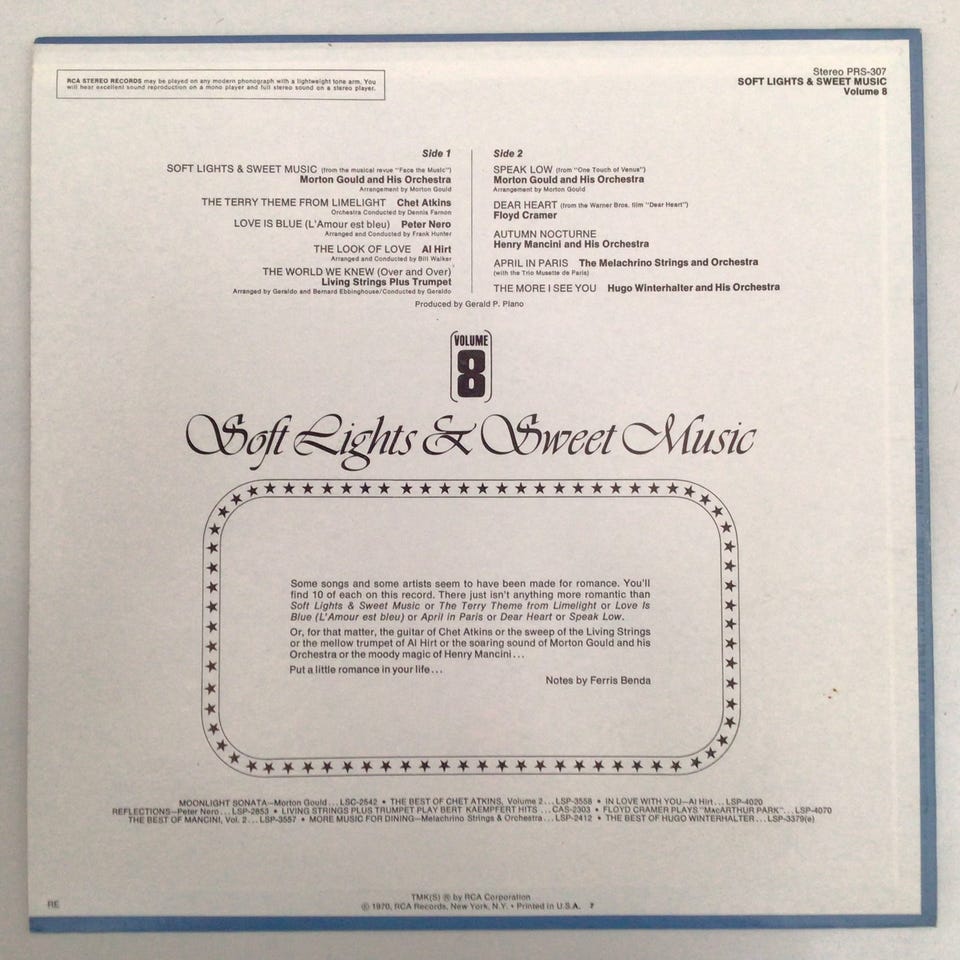 RCA STEREO RECORDS may be played on any modern phonograph with a lightweight tone arm. You
will hear excellent sound reproduction on a mono player and full stereo sound on a stereo player.
Stereo PRS-307
SOFT LIGHTS & SWEET MUSIC
Volume 8
Side 1
SOFT LIGHTS & SWEET MUSIC (from the musical revue "Face the Music")
Morton Gould and His Orchestra
Arrangement by Morton Gould
THE TERRY THEME FROM LIMELIGHT Chet Atkins
Orchestra Conducted by Dennis Farnon
LOVE IS BLUE (L'Amour est bleu) Peter Nero
Arranged and Conducted by Frank Hunter
THE LOOK OF LOVE Al Hirt
Arranged and Conducted by Bill Walker
THE WORLD WE KNEW (Over and Over)
Living Strings Plus Trumpet
Arranged by Geraldo and Bernard Ebbinghouse/Conducted by Geraldo
Side 2
SPEAK LOW (from "One Touch of Venus")
Morton Gould and His Orchestra
Arrangement by Morton Gould
DEAR HEART (from the Warner Bros. film "Dear Heart")
Floyd Cramer
AUTUMN NOCTURNE
Henry Mancini and His Orchestra
APRIL IN PARIS The Melachrino Strings and Orchestra
(with the Trio Musette de Paris)
THE MORE I SEE YOU Hugo Winterhalter and His Orchestra
Produced by Gerald P. Plano
VOLUME
8
Soft Lights & Sweet Music
Some songs and some artists seem to have been made for romance. You'll
find 10 of each on this record. There just isn't anything more romantic than
Soft Lights & Sweet Music or The Terry Theme from Limelight or Love Is
Blue (L'Amour est bleu) or April in Paris or Dear Heart or Speak Low.
Or, for that matter, the guitar of Chet Atkins or the sweep of the Living Strings
or the mellow trumpet of Al Hirt or the soaring sound of Morton Gould and his
Orchestra or the moody magic of Henry Mancini...
Put a little romance in your life...
Notes by Ferris Benda
MOONLIGHT SONATA—Morton Gould...LSC-2542 • THE BEST OF CHET ATKINS, Volume 2...LSP-3558 • IN LOVE WITH YOU—Al Hirt...LSP-4020
REFLECTIONS—Peter Nero...LSP-2853 • LIVING STRINGS PLUS TRUMPET PLAY BERT KAEMPFERT HITS...CAS-2303 • FLOYD CRAMER PLAYS "MacARTHUR PARK"...LSP-4070
THE BEST OF MANCINI, Vol. 2...LSP-3557 • MORE MUSIC FOR DINING—Melachrino Strings & Orchestra...LSP-2412 • THE BEST OF HUGO WINTERHALTER...LSP-3379(e)
TMK(S) ® by RCA Corporation
RE
© 1970, RCA Records, New York, N.Y. • Printed in U.S.A. 7